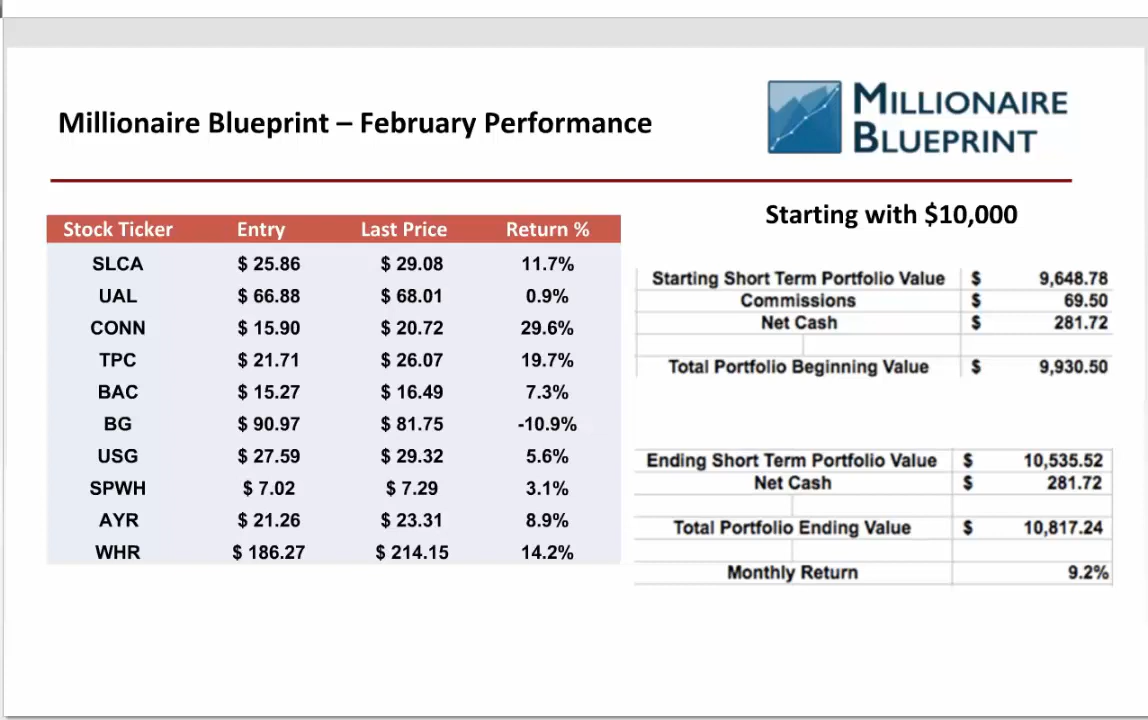 Millionaire Blueprint – February Performance
MILLIONAIRE
BLUEPRINT
Starting with $10,000
Stock Ticker Entry Last Price Return %
SLCA $ 25.86 $ 29.08 11.7%
UAL $ 66.88 $ 68.01 0.9%
CONN $ 15.90 $ 20.72 29.6%
TPC $ 21.71 $ 26.07 19.7%
BAC $ 15.27 $ 16.49 7.3%
BG $ 90.97 $ 81.75 -10.9%
USG $ 27.59 $ 29.32 5.6%
SPWH $ 7.02 $ 7.29 3.1%
AYR $ 21.26 $ 23.31 8.9%
WHR $ 186.27 $ 214.15 14.2%
Starting Short Term Portfolio Value $ 9,648.78
Commissions $ 69.50
Net Cash $ 281.72
Total Portfolio Beginning Value $ 9,930.50
Ending Short Term Portfolio Value $ 10,535.52
Net Cash $ 281.72
Total Portfolio Ending Value $ 10,817.24
Monthly Return 9.2%